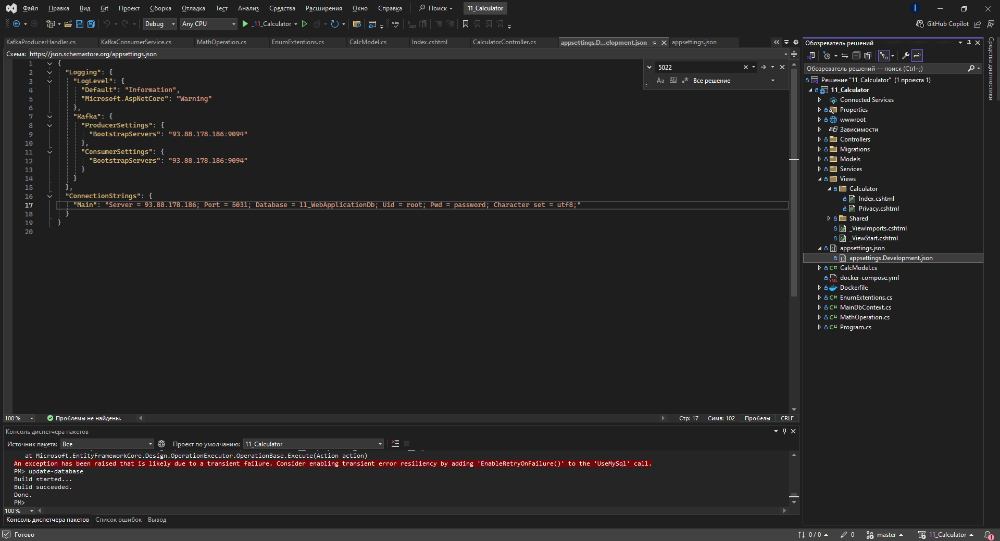 Файл Правка Вид Git Проект Сборка Отладка Тест Анализ Средства Расширения Окно Справка Поиск 11_Calculator
Debug Any CPU _11_Calculator GitHub Copilot
KafkaProducerHandler.cs KafkaConsumerService.cs MathOperation.cs EnumExtentions.cs CalcModel.cs Index.cshtml CalculatorController.cs appsettings.D...elopment.json appsettings.json
Схема: https://json.schemastore.org/appsettings.json
1 {
2 "Logging": {
3 "LogLevel": {
4 "Default": "Information",
5 "Microsoft.AspNetCore": "Warning"
6 },
7 "Kafka": {
8 "ProducerSettings": {
9 "BootstrapServers": "93.88.178.186:9094"
10 },
11 "ConsumerSettings": {
12 "BootstrapServers": "93.88.178.186:9094"
13 }
14 }
15 },
16 "ConnectionStrings": {
17 "Main": "Server = 93.88.178.186; Port = 5031; Database = 11_WebApplicationDb; Uid = root; Pwd = password; Character set = utf8;"
18 }
19 }
20
5022
Aa Ab .* Все решение
100 % Проблемы не найдены. Стр: 17 Симв: 102 Пробелы CRLF
Консоль диспетчера пакетов
Источник пакета: Все Проект по умолчанию: 11_Calculator
at Microsoft.EntityFrameworkCore.Design.OperationExecutor.OperationBase.Execute(Action action)
An exception has been raised that is likely due to a transient failure. Consider enabling transient error resiliency by adding 'EnableRetryOnFailure()' to the 'UseMySql' call.
PM> update-database
Build started...
Build succeeded.
Done.
PM>
100 %
Консоль диспетчера пакетов Список ошибок Вывод
Обозреватель решений
Обозреватель решений — поиск (Ctrl+;)
Решение "11_Calculator" (1 проекта 1)
11_Calculator
Connected Services
Properties
wwwroot
Зависимости
Controllers
Migrations
Models
Services
Views
Calculator
Index.cshtml
Privacy.cshtml
Shared
_ViewImports.cshtml
_ViewStart.cshtml
appsettings.json
appsettings.Development.json
C# CalcModel.cs
docker-compose.yml
Dockerfile
C# EnumExtentions.cs
C# MainDbContext.cs
C# MathOperation.cs
C# Program.cs
Средства диагностики
Готово 0 / 0 0 master 11_Calculator 1